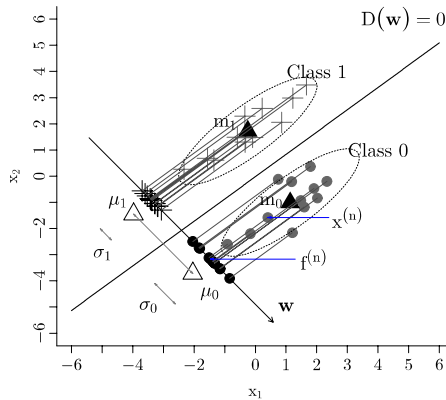 D(w) = 0
6
Class 1
4
m₁
2
Class 0
x₂
0
m₀
μ₁
x⁽ⁿ⁾
−2
σ₁
f⁽ⁿ⁾
μ₀
−4
σ₀
w
−6
−6 −4 −2 0 1 2 3 4 5 6
x₁